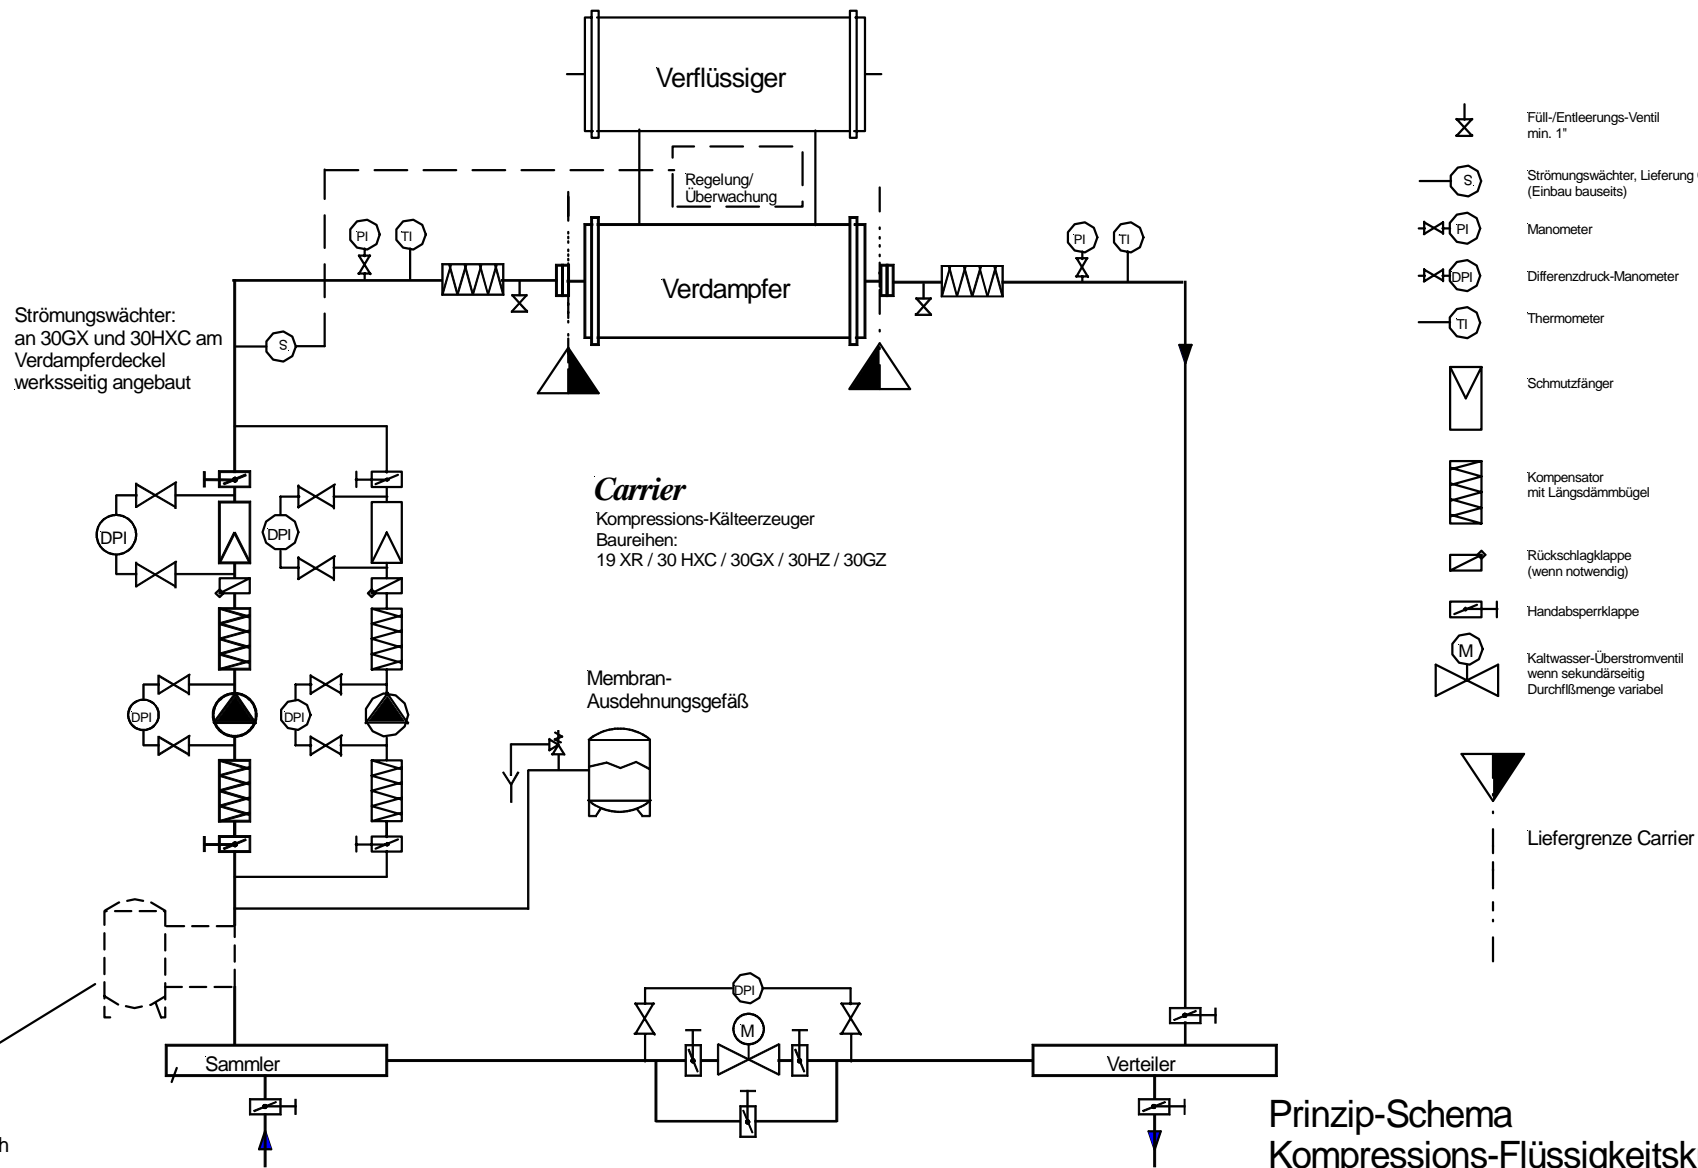 Verflüssiger
Regelung/
Überwachung
Verdampfer
PI
TI
PI
TI
Strömungswächter:
an 30GX und 30HXC am
Verdampferdeckel
werksseitig angebaut
S.
DPI
DPI
DPI
DPI
Carrier
Kompressions-Kälteerzeuger
Baureihen:
19 XR / 30 HXC / 30GX / 30HZ / 30GZ
Membran-
Ausdehnungsgefäß
DPI
M
Sammler
Verteiler
Füll-/Entleerungs-Ventil
min. 1"
S.
Strömungswächter, Lieferung
(Einbau bauseits)
PI
Manometer
DPI
Differenzdruck-Manometer
TI
Thermometer
Schmutzfänger
Kompensator
mit Längsdämmbügel
Rückschlagklappe
(wenn notwendig)
Handabsperrklappe
M
Kaltwasser-Überstromventil
wenn sekundärseitig
Durchflßmenge variabel
Liefergrenze Carrier
Prinzip-Schema
Kompressions-Flüssigkeitsk